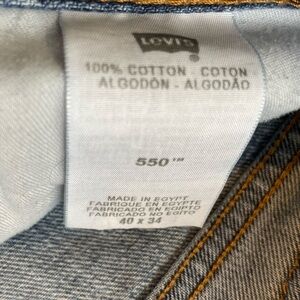 Levi's
100% COTTON - COTON
ALGODÓN - ALGODÃO
550™
MADE IN EGYPT
FABRIQUE EN EGYPTE
FABRICADO EN EGIPTO
FABRICADO NO EGITO
40 x 34